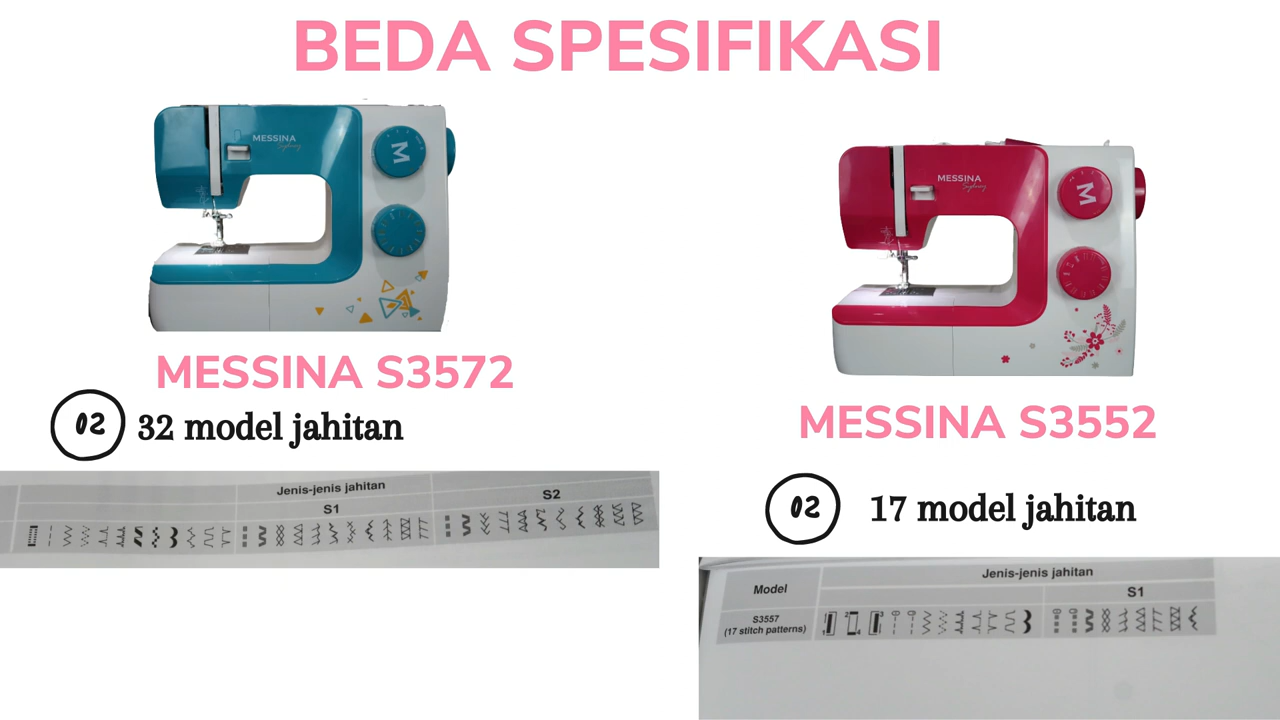 BEDA SPESIFIKASI
MESSINA
M
MESSINA S3572
02
32 model jahitan
Jenis-jenis jahitan
S1
S2
MESSINA
M
MESSINA S3552
02
17 model jahitan
Model
Jenis-jenis jahitan
S1
S3557
(17 stitch patterns)